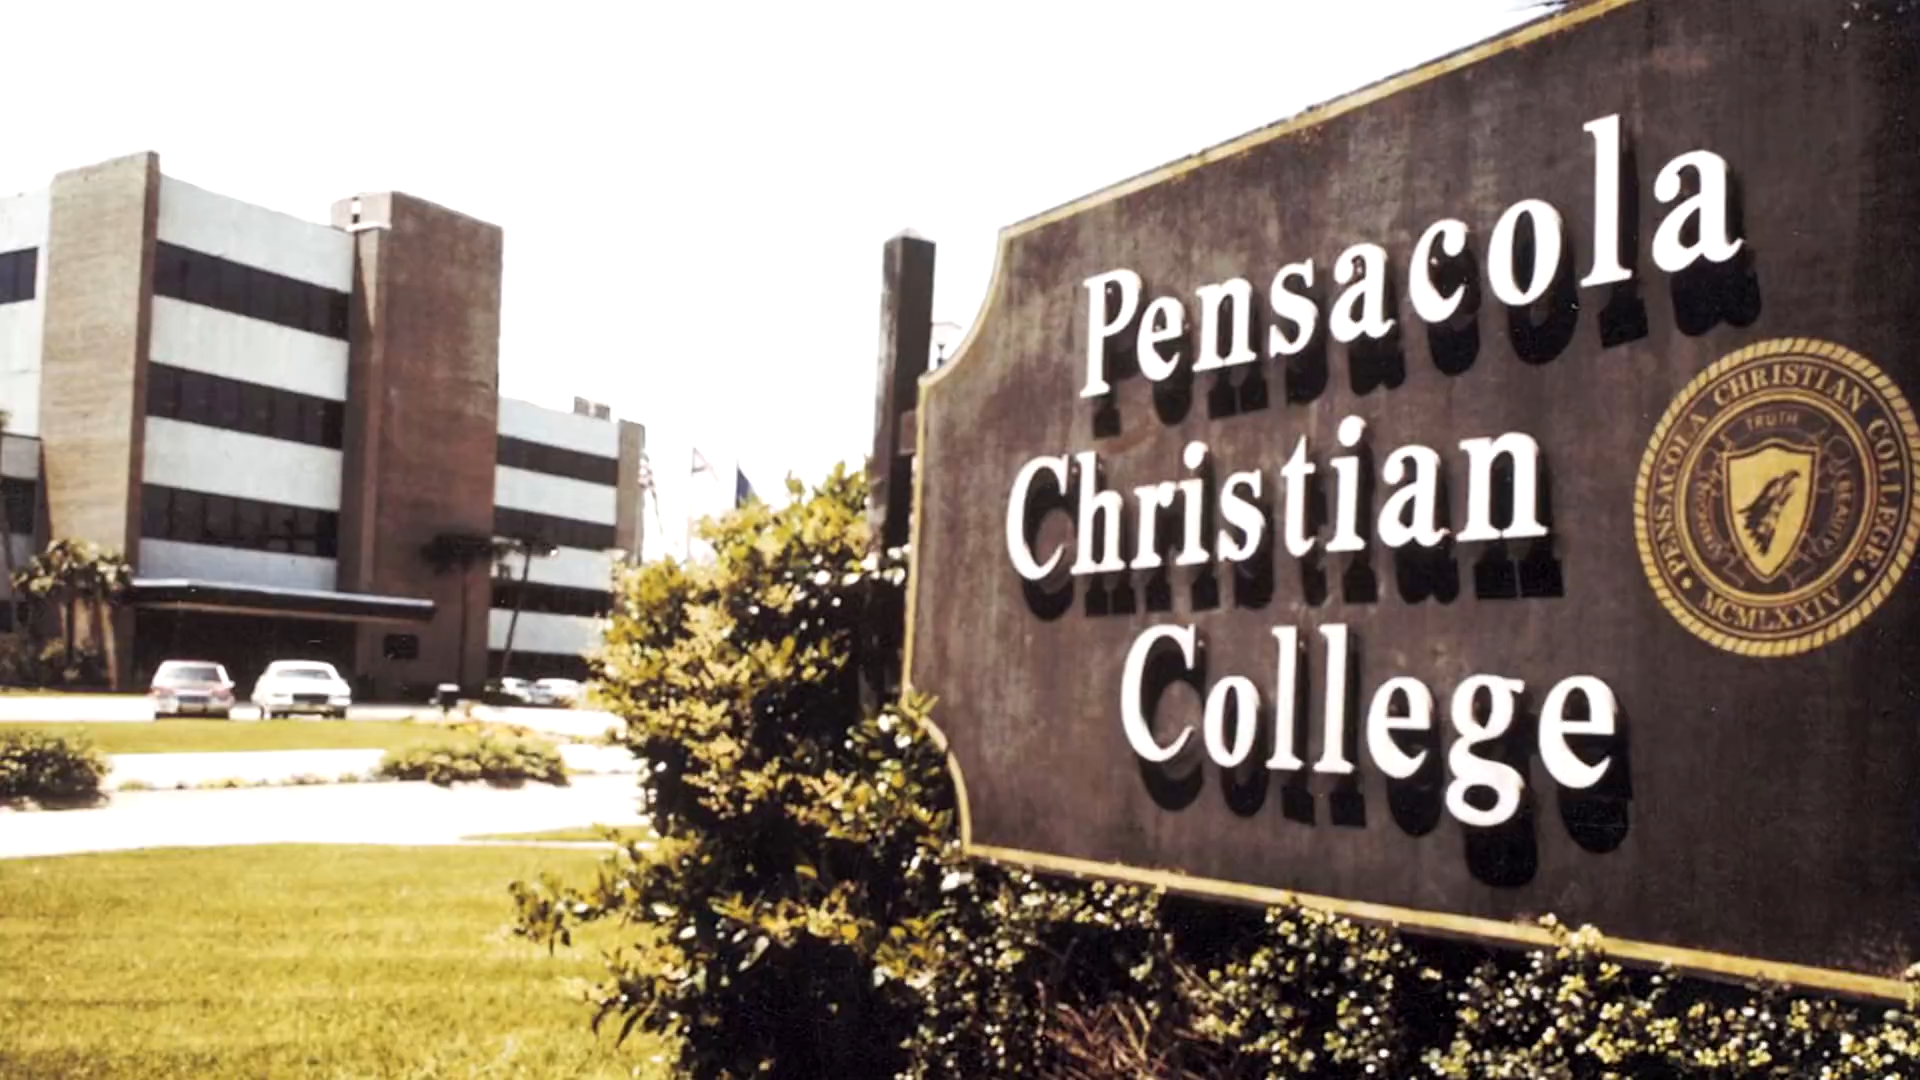 Pensacola
Christian
College
PENSACOLA CHRISTIAN COLLEGE
TRUTH
MCMLXXIV